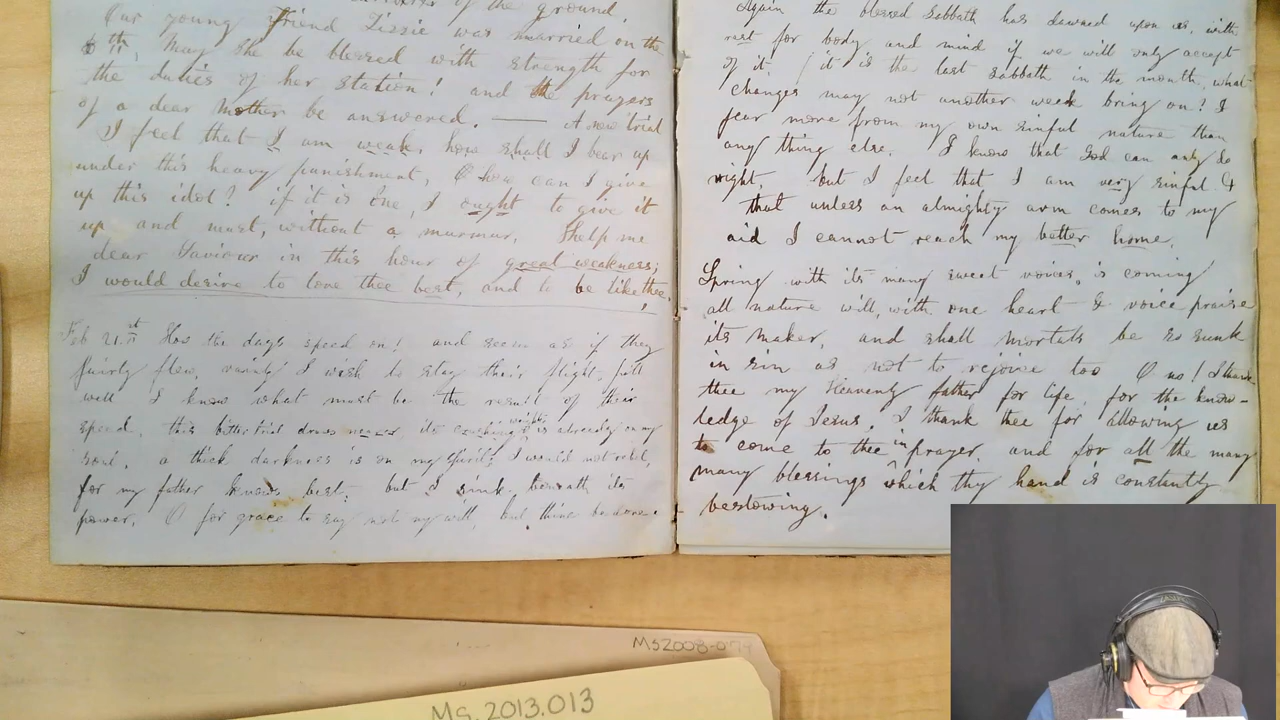 of the ground.
Our young friend Lizzie was married on the
6th, May she be blessed with strength for
the duties of her station! and the prayers
of a dear Mother be answered. — A new trial
I feel that I am weak, how shall I bear up
under this heavy punishment, O how can I give
up this idol? if it is one, I ought to give it
up and must, without a murmur. help me
dear Saviour in this hour of great weakness;
I would desire to love thee best, and to be like thee.
Feb 21st How the days speed on! and seem as if they
fairly flew, vainly I wish to stay their flight, full
well I know what must be the result of their
speed, this bitter trial draws nearer, its crushing weight is already on my
soul, a thick darkness is on my spirit, I would not rebel,
for my father knows best, but I sink beneath its
power, O for grace to say not my will, but thine be done.
Again the blessed Sabbath has dawned upon us, with
rest for body and mind if we will only accept
of it. it is the last Sabbath in the month, what
changes may not another week bring on? I
fear more from my own sinful nature than
any thing else. I know that God can only do
right, but I feel that I am very sinful &
that unless an almighty arm comes to my
aid I cannot reach my better home.
Spring with its many sweet voices is coming
all nature will, with one heart & voice praise
its maker, and shall mortals be so sunk
in sin as not to rejoice too O no! I thank
thee my Heavenly father for life, for the know-
ledge of Jesus, I thank thee for allowing us
to come to thee in prayer, and for all the many
many blessings which thy hand is constantly
bestowing.
MS2008-079
MS.2013.013